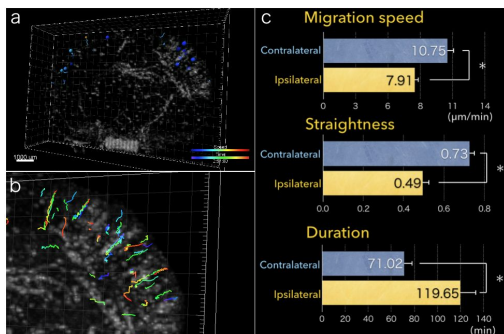 a
1000 µm
Speed
Time
b
c
Migration speed
Contralateral
10.75
*
Ipsilateral
7.91
0 3 6 8 11 14
(µm/min)
Straightness
Contralateral
0.73
*
Ipsilateral
0.49
0.0 0.2 0.4 0.6 0.8
Duration
Contralateral
71.02
*
Ipsilateral
119.65
0 20 40 60 80 100 120 140
(min)